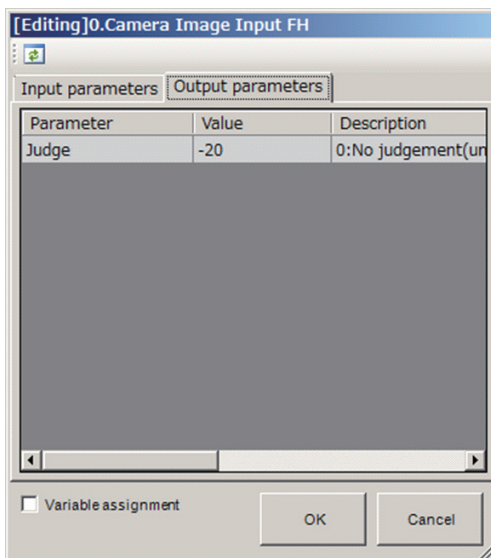 [Editing]0.Camera Image Input FH
Input parameters Output parameters
Parameter Value Description
Judge -20 0:No judgement(un
Variable assignment OK Cancel